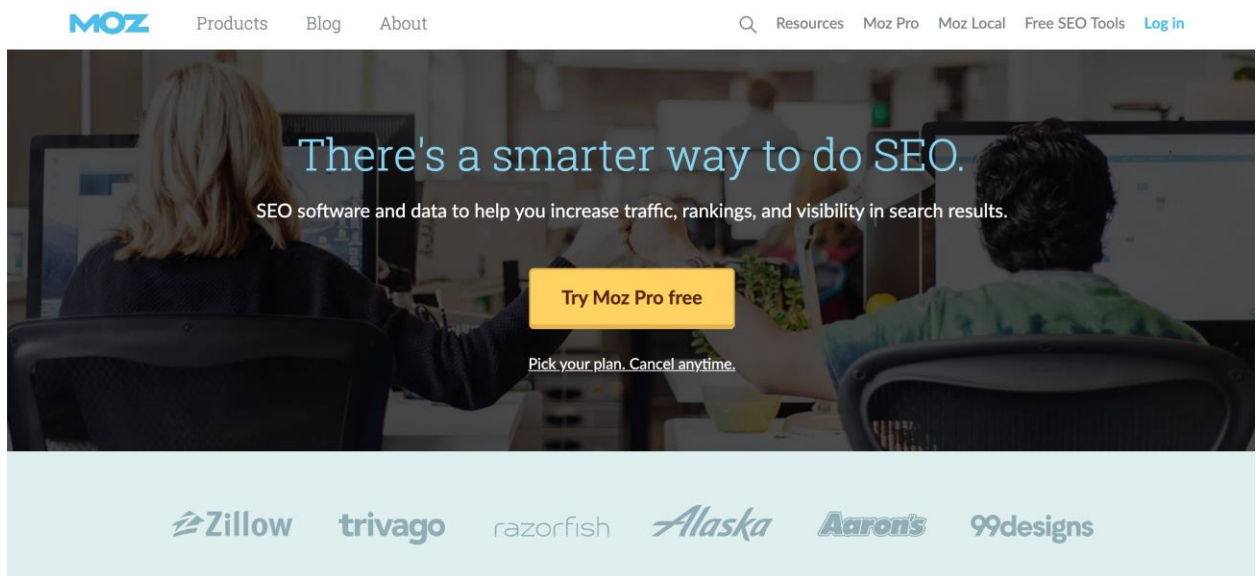 MOZ Products Blog About Resources Moz Pro Moz Local Free SEO Tools Log in
There's a smarter way to do SEO.
SEO software and data to help you increase traffic, rankings, and visibility in search results.
Try Moz Pro free
Pick your plan. Cancel anytime.
Zillow trivago razorfish Alaska Aaron's 99designs